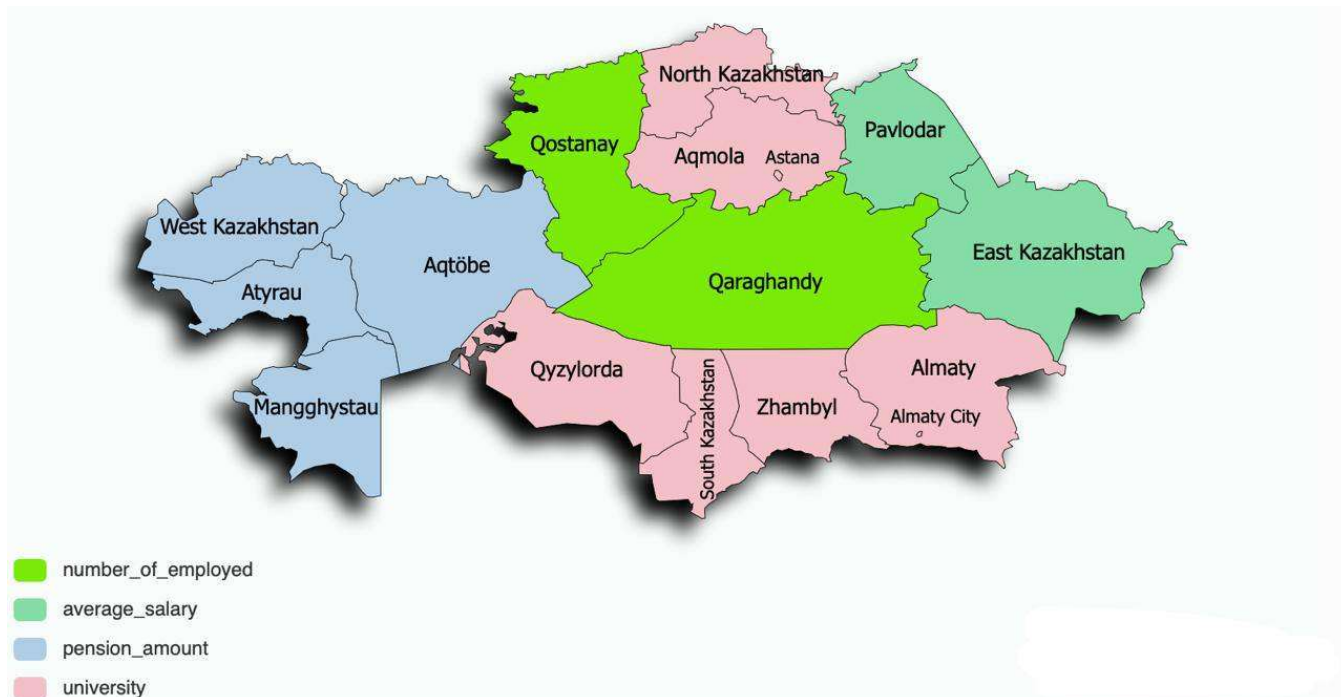 North Kazakhstan
Pavlodar
Qostanay
Aqmola
Astana
West Kazakhstan
East Kazakhstan
Aqtöbe
Qaraghandy
Atyrau
Qyzylorda
South Kazakhstan
Almaty
Mangghystau
Zhambyl
Almaty City
number_of_employed
average_salary
pension_amount
university